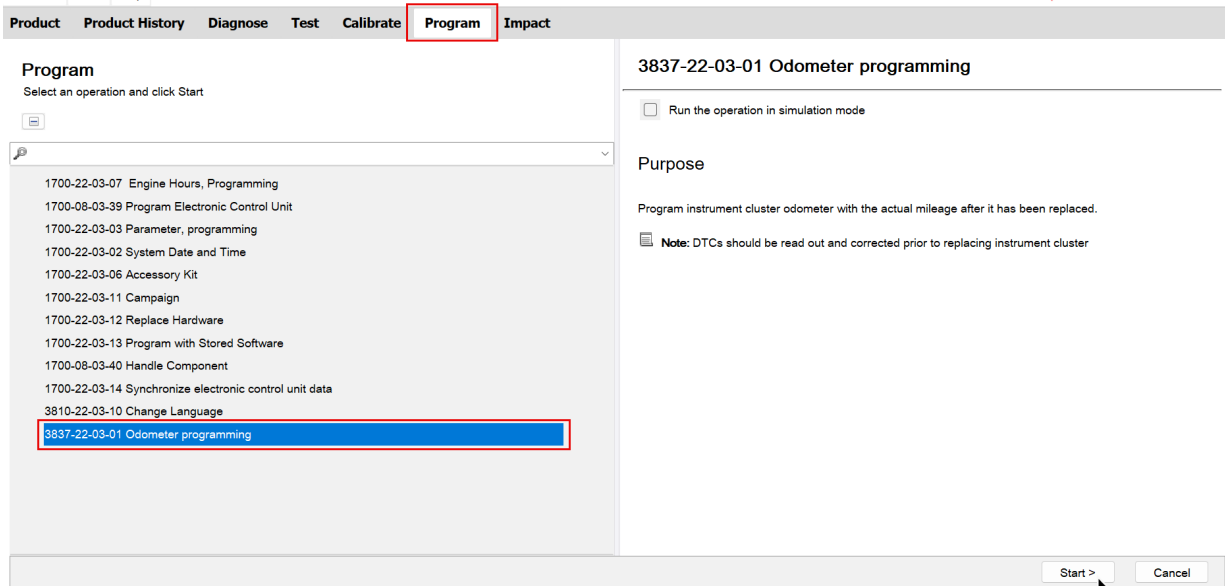 Product Product History Diagnose Test Calibrate Program Impact
Program
Select an operation and click Start
1700-22-03-07 Engine Hours, Programming
1700-08-03-39 Program Electronic Control Unit
1700-22-03-03 Parameter, programming
1700-22-03-02 System Date and Time
1700-22-03-06 Accessory Kit
1700-22-03-11 Campaign
1700-22-03-12 Replace Hardware
1700-22-03-13 Program with Stored Software
1700-08-03-40 Handle Component
1700-22-03-14 Synchronize electronic control unit data
3810-22-03-10 Change Language
3837-22-03-01 Odometer programming
3837-22-03-01 Odometer programming
Run the operation in simulation mode
Purpose
Program instrument cluster odometer with the actual mileage after it has been replaced.
Note: DTCs should be read out and corrected prior to replacing instrument cluster
Start >
Cancel